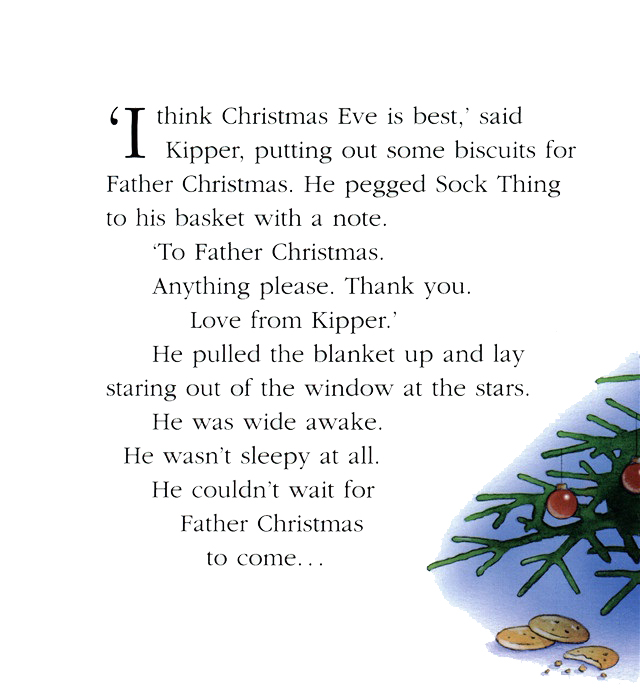 ‘I think Christmas Eve is best,’ said
Kipper, putting out some biscuits for
Father Christmas. He pegged Sock Thing
to his basket with a note.
‘To Father Christmas.
Anything please. Thank you.
Love from Kipper.’
He pulled the blanket up and lay
staring out of the window at the stars.
He was wide awake.
He wasn’t sleepy at all.
He couldn’t wait for
Father Christmas
to come...